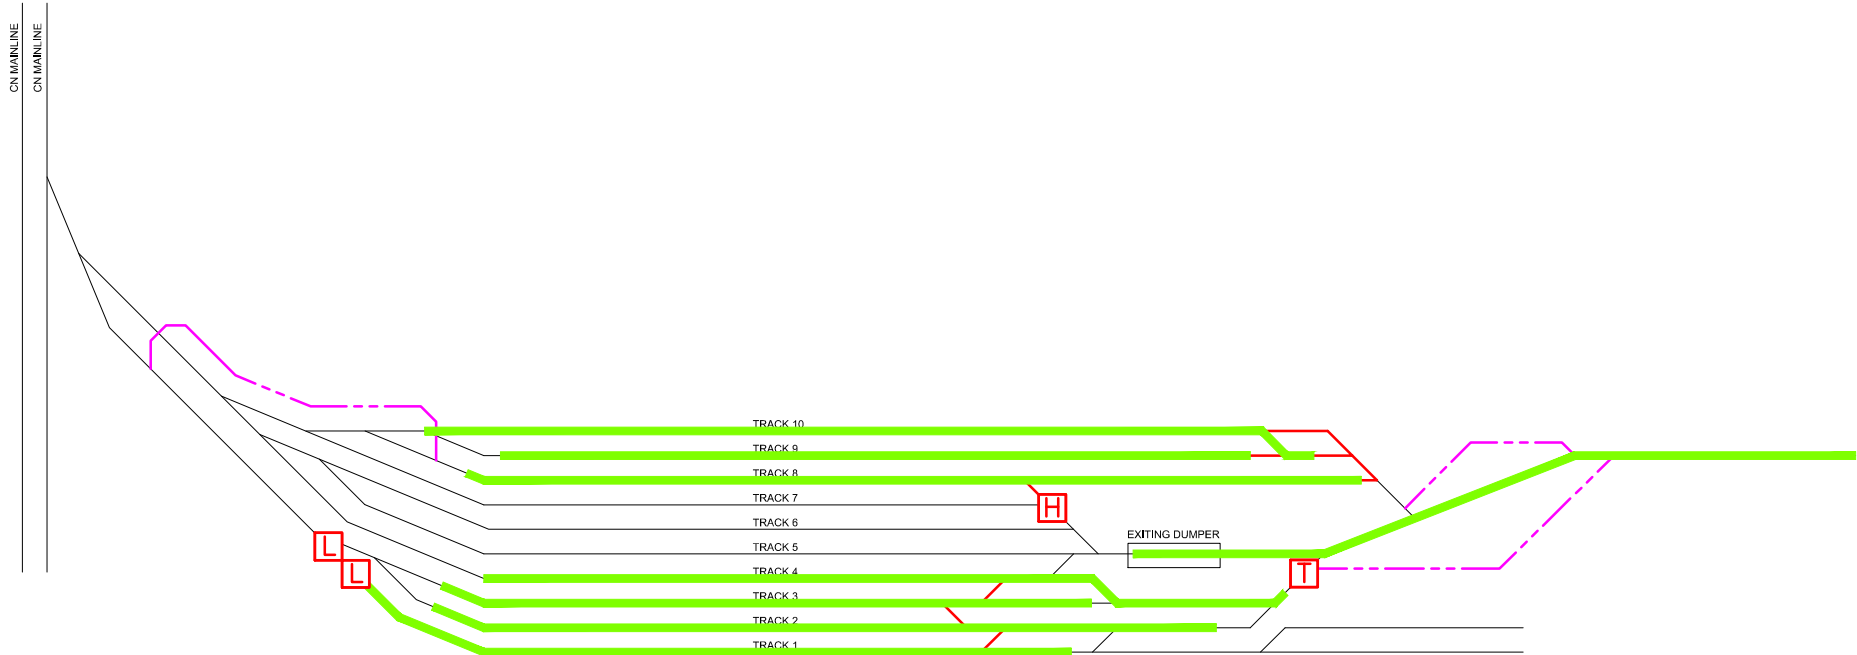 CN MAINLINE
CN MAINLINE
TRACK 10
TRACK 9
TRACK 8
TRACK 7
H
TRACK 6
EXITING DUMPER
TRACK 5
L
TRACK 4
L
T
TRACK 3
TRACK 2
TRACK 1